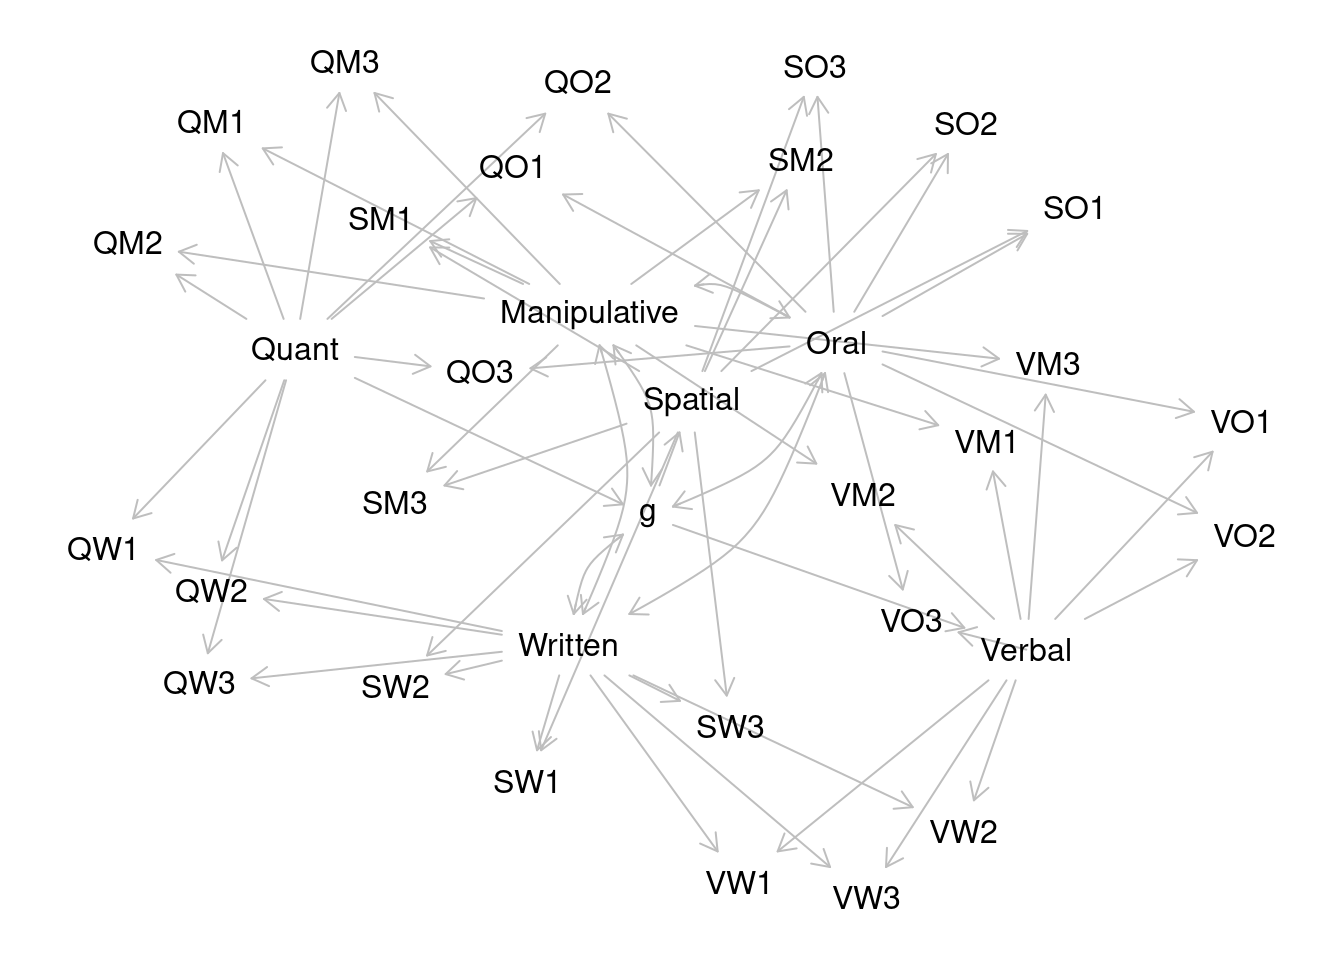 QM3
SO3
QO2
QM1
SO2
SM2
QO1
SO1
SM1
QM2
Manipulative
Oral
Quant
VM3
QO3
Spatial
VO1
VM1
VM2
SM3
g
VO2
QW1
QW2
VO3
Written
Verbal
QW3
SW2
SW3
SW1
VW2
VW1
VW3